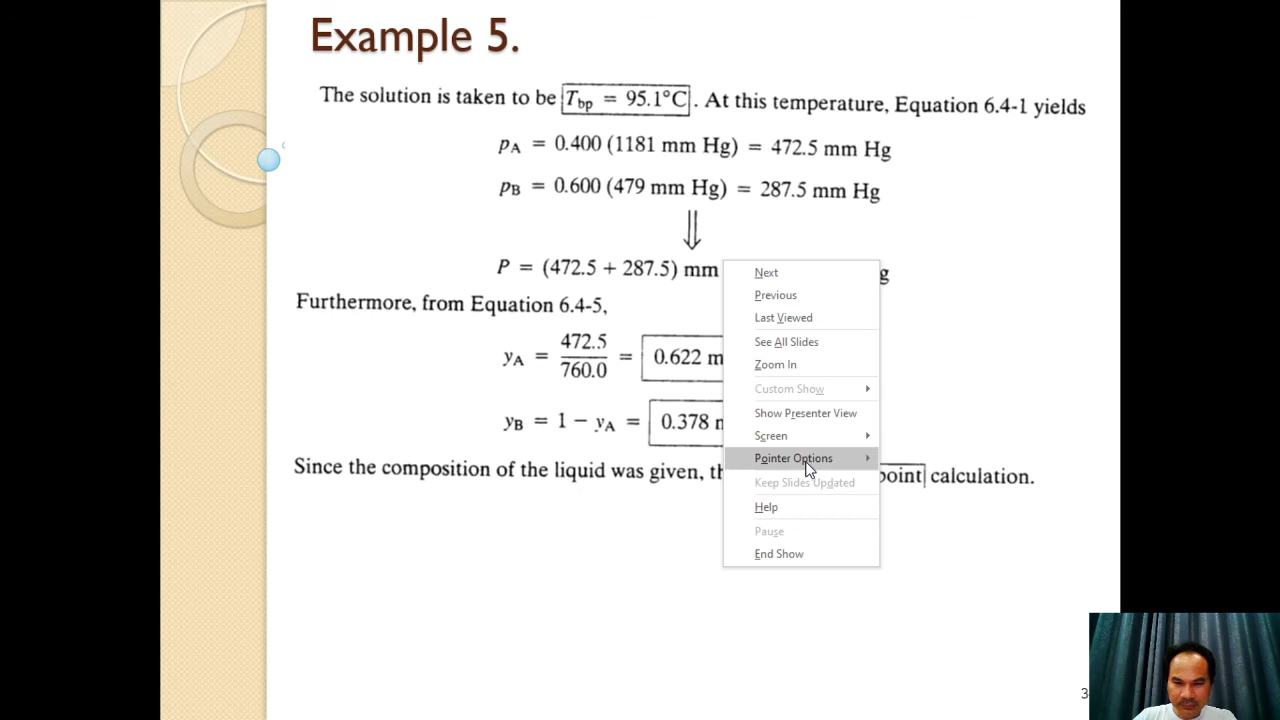 Example 5.
The solution is taken to be T_bp = 95.1°C. At this temperature, Equation 6.4-1 yields
p_A = 0.400 (1181 mm Hg) = 472.5 mm Hg
p_B = 0.600 (479 mm Hg) = 287.5 mm Hg
⇓
P = (472.5 + 287.5) mm g
Furthermore, from Equation 6.4-5,
y_A = 472.5/760.0 = 0.622 m
y_B = 1 − y_A = 0.378
Since the composition of the liquid was given, point calculation.
Next
Previous
Last Viewed
See All Slides
Zoom In
Custom Show
Show Presenter View
Screen
Pointer Options
Keep Slides Updated
Help
Pause
End Show
3